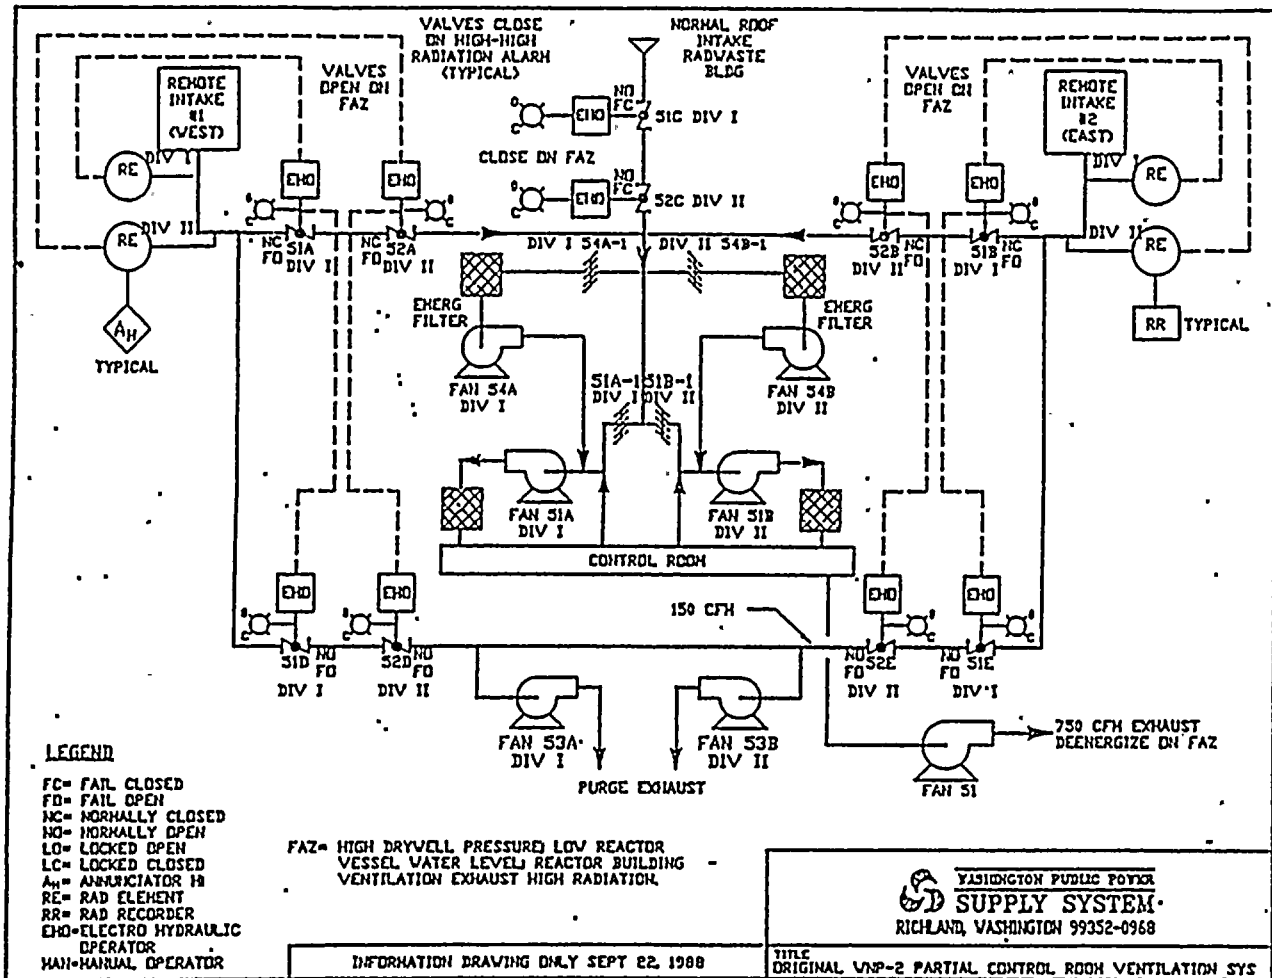 VALVES CLOSE
ON HIGH-HIGH
RADIATION ALARM
(TYPICAL)
NORMAL ROOF
INTAKE
RADWASTE
BLDG
REMOTE
INTAKE
#1
(WEST)
VALVES
OPEN ON
FAZ
O
C
EHO
NO
FC
51C DIV I
VALVES
OPEN ON
FAZ
REMOTE
INTAKE
#2
(EAST)
CLOSE ON FAZ
O
C
EHO
NO
FC
52C DIV II
RE
DIV I
EHO
EHO
EHO
EHO
DIV I
RE
RE
DIV II
C
O
C
O
C
O
C
DIV II
RE
NC
FO
51A
DIV I
NC
FO
52A
DIV II
DIV I 54A-1
DIV II 54B-1
52B
DIV II
NC
FO
51B
DIV I
NC
FO
AH
TYPICAL
EMERG
FILTER
EMERG
FILTER
RR
TYPICAL
FAN 54A
DIV I
51A-1
DIV I
51B-1
DIV II
FAN 54B
DIV II
FAN 51A
DIV I
FAN 51B
DIV II
CONTROL ROOM
EHO
EHO
EHO
EHO
150 CFM
C
C
C
C
51D
DIV I
NO
FO
52D
DIV II
NO
FO
NO
FO
52E
DIV II
NO
FO
51E
DIV I
FAN 53A
DIV I
FAN 53B
DIV II
PURGE EXHAUST
750 CFM EXHAUST
DEENERGIZE ON FAZ
FAN 51
LEGEND
FC= FAIL CLOSED
FO= FAIL OPEN
NC= NORMALLY CLOSED
NO= NORMALLY OPEN
LO= LOCKED OPEN
LC= LOCKED CLOSED
AH= ANNUNCIATOR HI
RE= RAD ELEMENT
RR= RAD RECORDER
EHO=ELECTRO HYDRAULIC
OPERATOR
MAN=MANUAL OPERATOR
FAZ= HIGH DRYWELL PRESSURE; LOW REACTOR
VESSEL WATER LEVEL; REACTOR BUILDING
VENTILATION EXHAUST HIGH RADIATION.
WASHINGTON PUBLIC POWER
SUPPLY SYSTEM
RICHLAND, WASHINGTON 99352-0968
INFORMATION DRAWING ONLY SEPT 22, 1988
TITLE
ORIGINAL WNP-2 PARTIAL CONTROL ROOM VENTILATION SYS